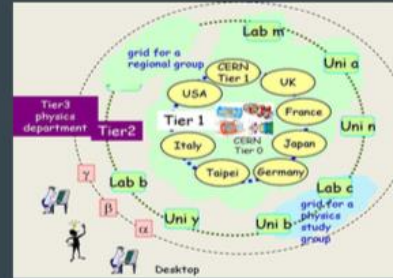 Lab m
grid for a
regional group
Uni a
CERN
Tier 1
UK
USA
Tier3
physics
department
Tier2
Tier 1
France
CERN
Tier 0
Uni n
Italy
Japan
Taipei
Germany
Lab b
Lab c
γ
β
α
Uni y
Uni b
grid for a
physics
study
group
Desktop